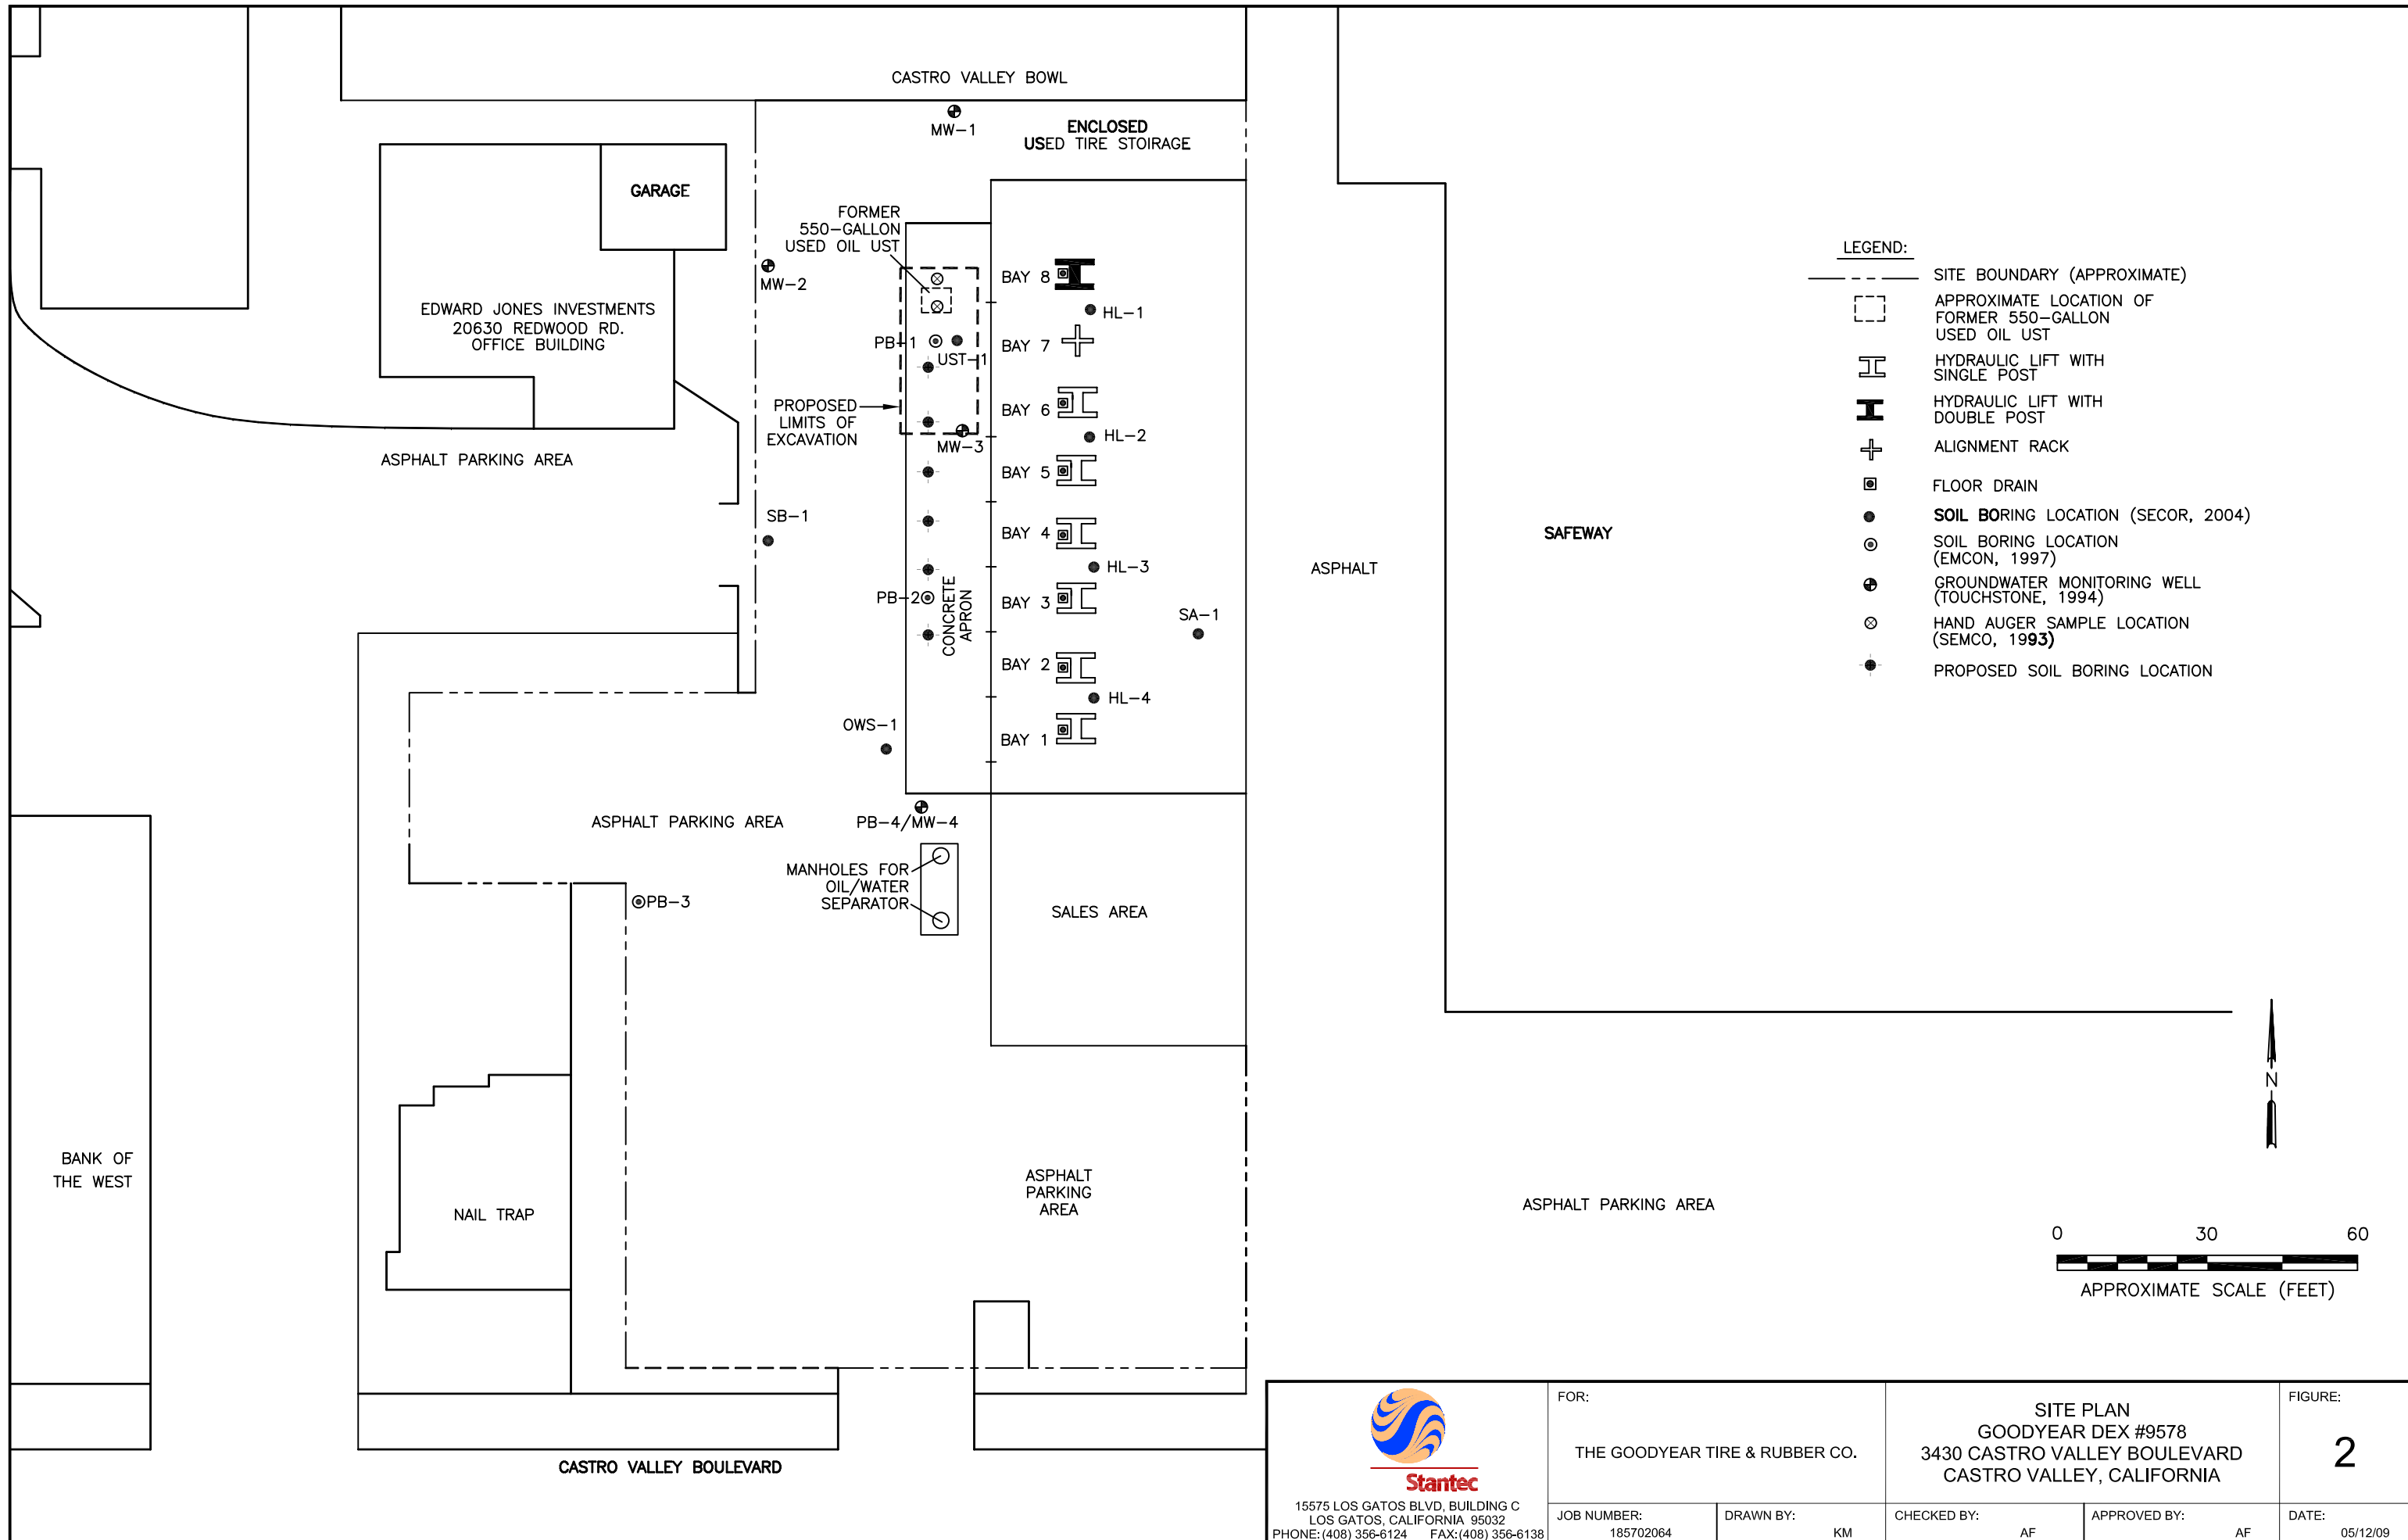 CASTRO VALLEY BOWL
MW-1
ENCLOSED
USED TIRE STOIRAGE
GARAGE
FORMER
550-GALLON
USED OIL UST
MW-2
EDWARD JONES INVESTMENTS
20630 REDWOOD RD.
OFFICE BUILDING
BAY 8
HL-1
PB-1
UST-1
BAY 7
PROPOSED
LIMITS OF
EXCAVATION
BAY 6
HL-2
MW-3
ASPHALT PARKING AREA
BAY 5
SB-1
BAY 4
HL-3
PB-2
CONCRETE
APRON
BAY 3
SA-1
BAY 2
HL-4
OWS-1
BAY 1
ASPHALT
SAFEWAY
LEGEND:
SITE BOUNDARY (APPROXIMATE)
APPROXIMATE LOCATION OF
FORMER 550-GALLON
USED OIL UST
HYDRAULIC LIFT WITH
SINGLE POST
HYDRAULIC LIFT WITH
DOUBLE POST
ALIGNMENT RACK
FLOOR DRAIN
SOIL BORING LOCATION (SECOR, 2004)
SOIL BORING LOCATION
(EMCON, 1997)
GROUNDWATER MONITORING WELL
(TOUCHSTONE, 1994)
HAND AUGER SAMPLE LOCATION
(SEMCO, 1993)
PROPOSED SOIL BORING LOCATION
ASPHALT PARKING AREA
PB-4/MW-4
MANHOLES FOR
OIL/WATER
SEPARATOR
PB-3
SALES AREA
N
BANK OF
THE WEST
NAIL TRAP
ASPHALT
PARKING
AREA
ASPHALT PARKING AREA
0 30 60
APPROXIMATE SCALE (FEET)
CASTRO VALLEY BOULEVARD
Stantec
15575 LOS GATOS BLVD, BUILDING C
LOS GATOS, CALIFORNIA 95032
PHONE:(408) 356-6124 FAX:(408) 356-6138
FOR:
THE GOODYEAR TIRE & RUBBER CO.
SITE PLAN
GOODYEAR DEX #9578
3430 CASTRO VALLEY BOULEVARD
CASTRO VALLEY, CALIFORNIA
FIGURE:
2
JOB NUMBER:
185702064
DRAWN BY:
KM
CHECKED BY:
AF
APPROVED BY:
AF
DATE:
05/12/09